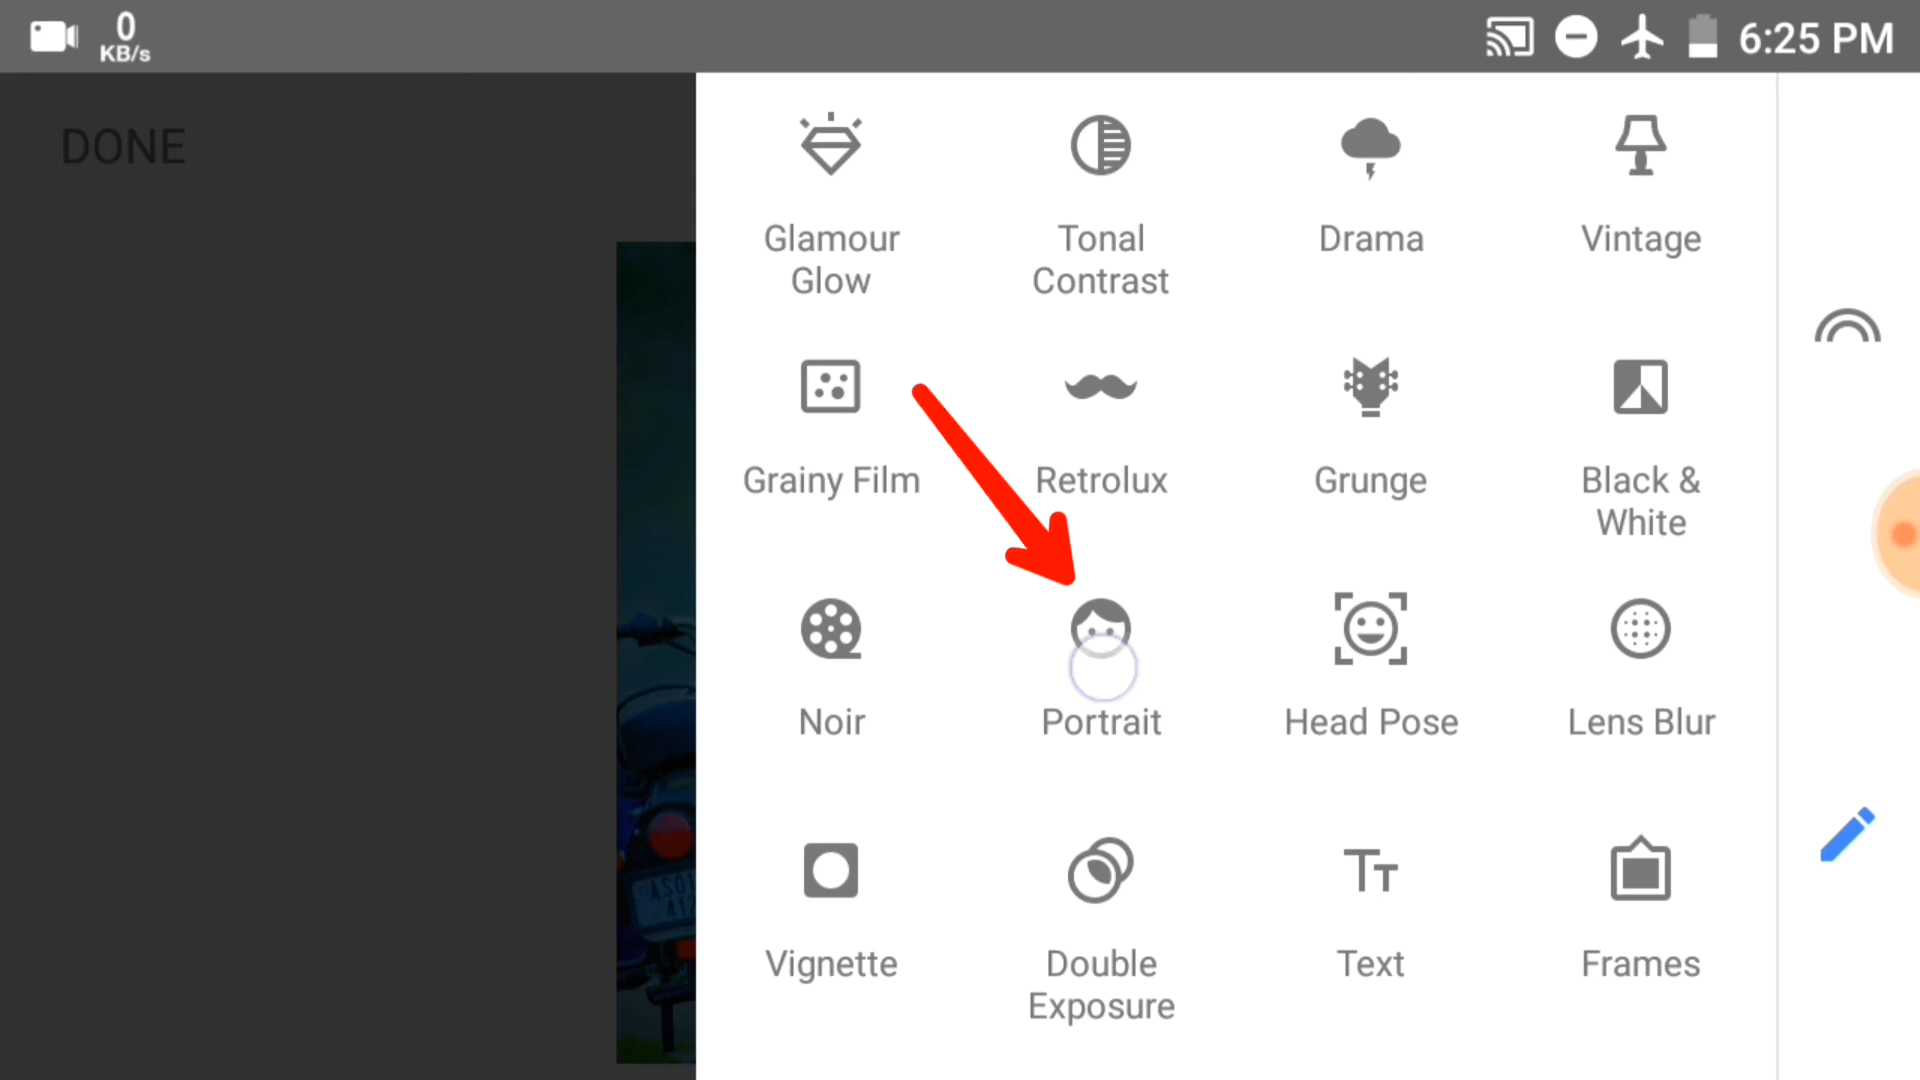 0
KB/s
6:25 PM
DONE
Glamour
Glow
Tonal
Contrast
Drama
Vintage
Grainy Film
Retrolux
Grunge
Black &
White
Noir
Portrait
Head Pose
Lens Blur
Vignette
Double
Exposure
Text
Frames